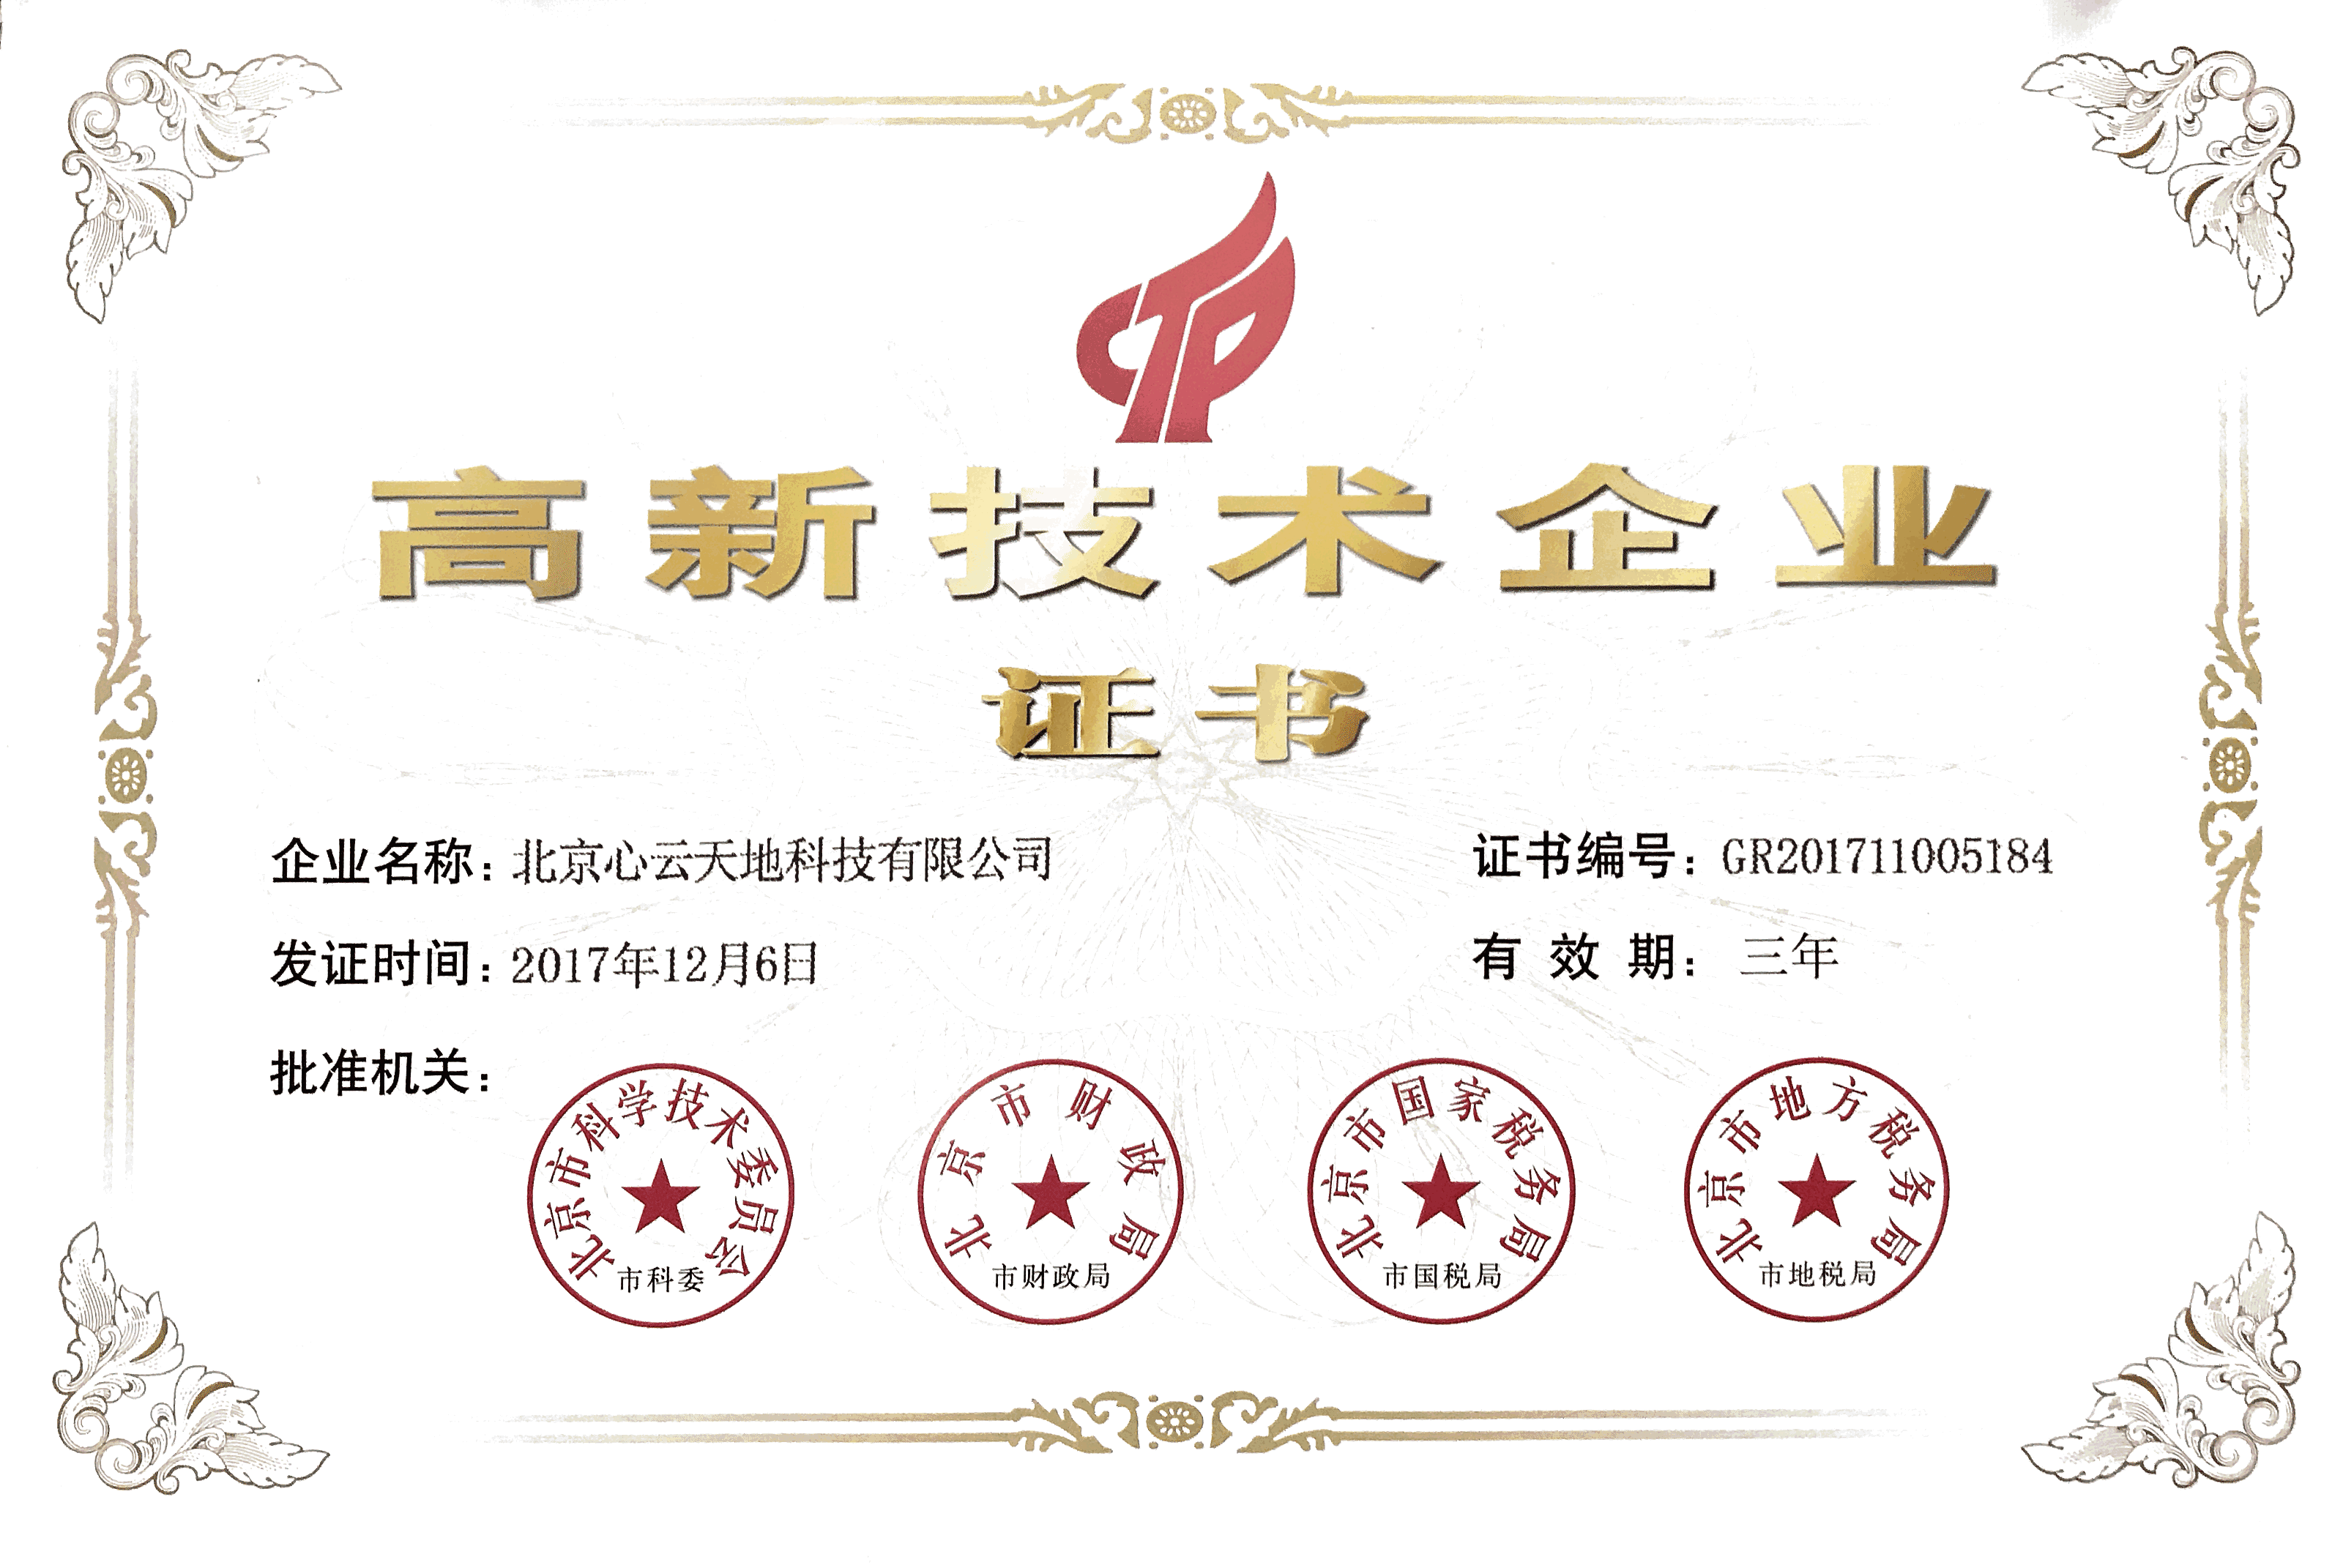 高新技术企业
证书
企业名称：北京心云天地科技有限公司
证书编号：GR201711005184
发证时间：2017年12月6日
有效期：三年
批准机关：
北京市科学技术委员会
市科委
北京市财政局
市财政局
北京市国家税务局
市国税局
北京市地方税务局
市地税局